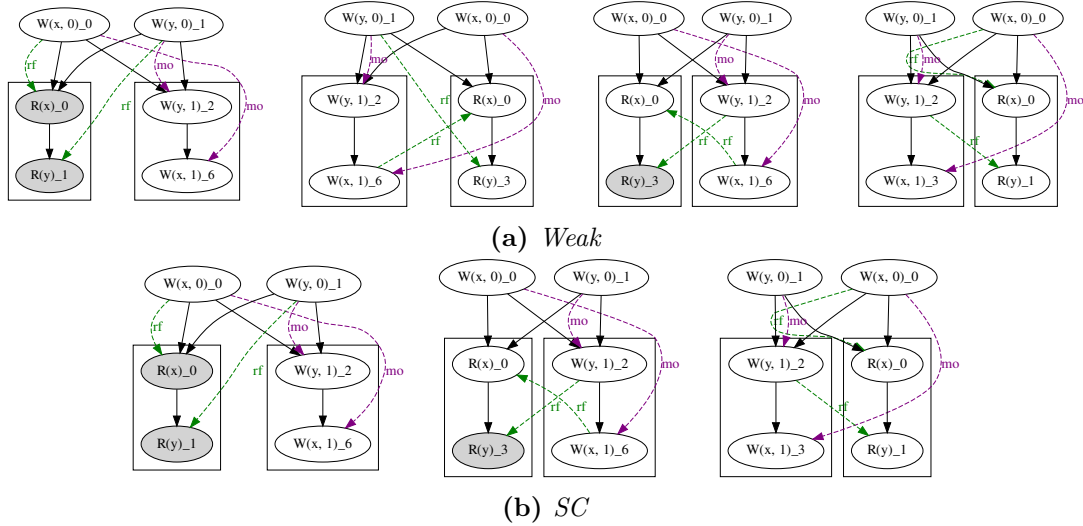 W(x, 0)_0 W(y, 0)_1 W(y, 0)_1 W(x, 0)_0 W(x, 0)_0 W(y, 0)_1 W(y, 0)_1 W(x, 0)_0
rf mo mo mo rf mo
R(x)_0 W(y, 1)_2 W(y, 1)_2 R(x)_0 R(x)_0 W(y, 1)_2 W(y, 1)_2 R(x)_0
rf mo rf mo rf rf mo rf mo
R(y)_1 W(x, 1)_6 W(x, 1)_6 R(y)_3 R(y)_3 W(x, 1)_6 W(x, 1)_3 R(y)_1
(a) Weak
W(x, 0)_0 W(y, 0)_1 W(x, 0)_0 W(y, 0)_1 W(y, 0)_1 W(x, 0)_0
rf mo mo rf mo
R(x)_0 W(y, 1)_2 R(x)_0 W(y, 1)_2 W(y, 1)_2 R(x)_0
rf mo rf rf mo rf mo
R(y)_1 W(x, 1)_6 R(y)_3 W(x, 1)_6 W(x, 1)_3 R(y)_1
(b) SC